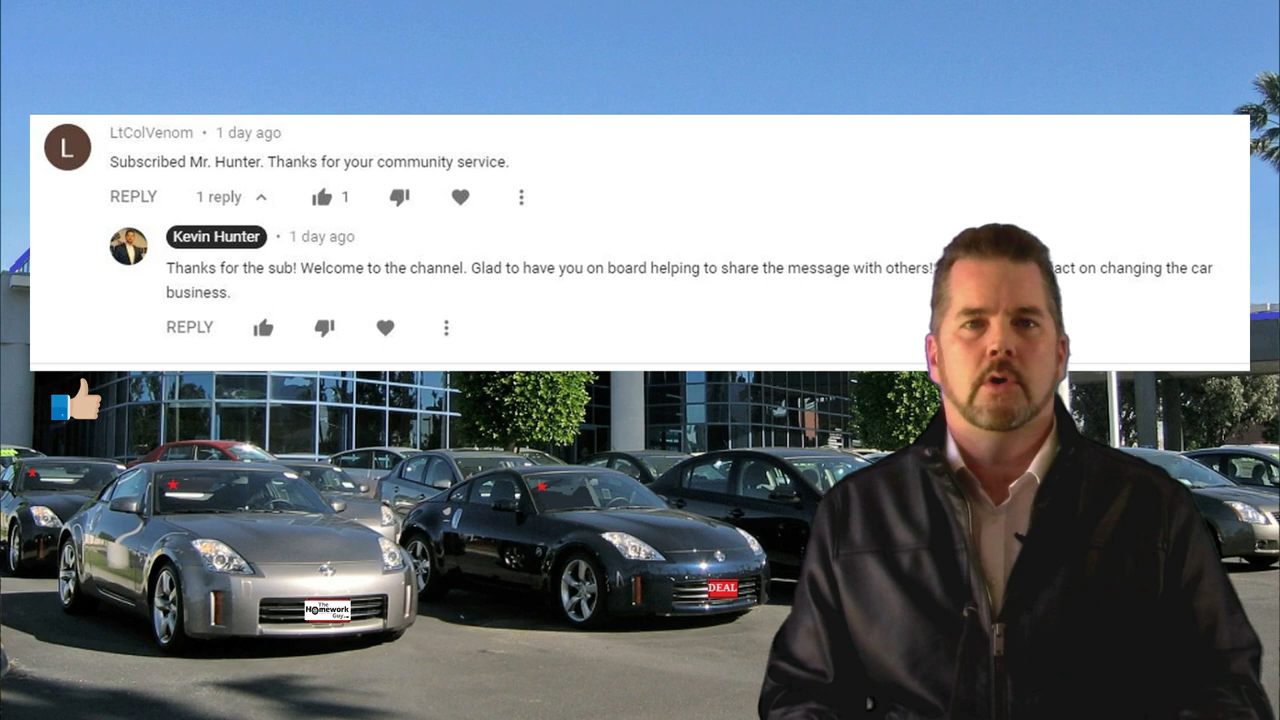 L
LtColVenom • 1 day ago
Subscribed Mr. Hunter. Thanks for your community service.
REPLY 1 reply 1
Kevin Hunter • 1 day ago
Thanks for the sub! Welcome to the channel. Glad to have you on board helping to share the message with others! act on changing the car
business.
REPLY
DEAL
The
Homework
Guy